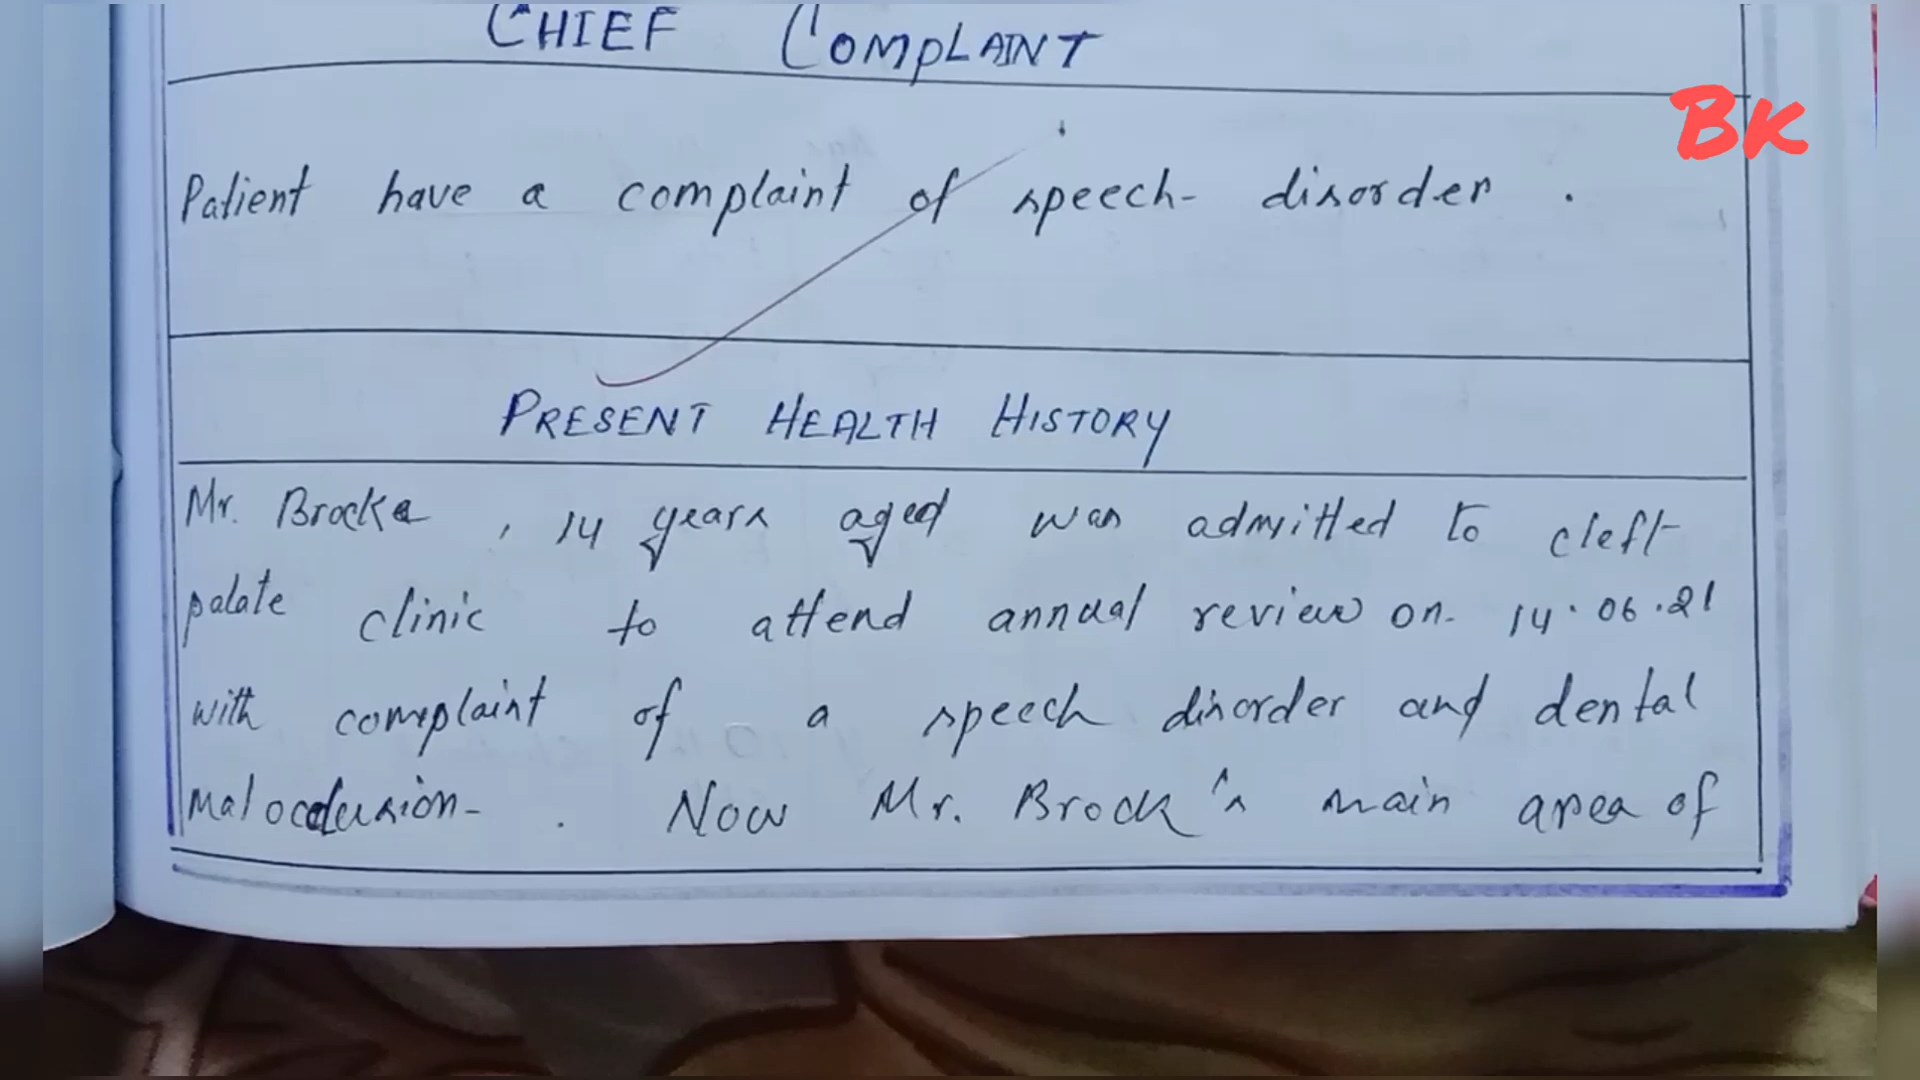 CHIEF COMPLAINT
BK
Patient have a complaint of speech- disorder .
PRESENT HEALTH HISTORY
Mr. Brocke , 14 years aged was admitted to cleft
palate clinic to attend annual review on 14.06.21
with complaint of a speech disorder and dental
malocclusion- . Now Mr. Brock's main area of